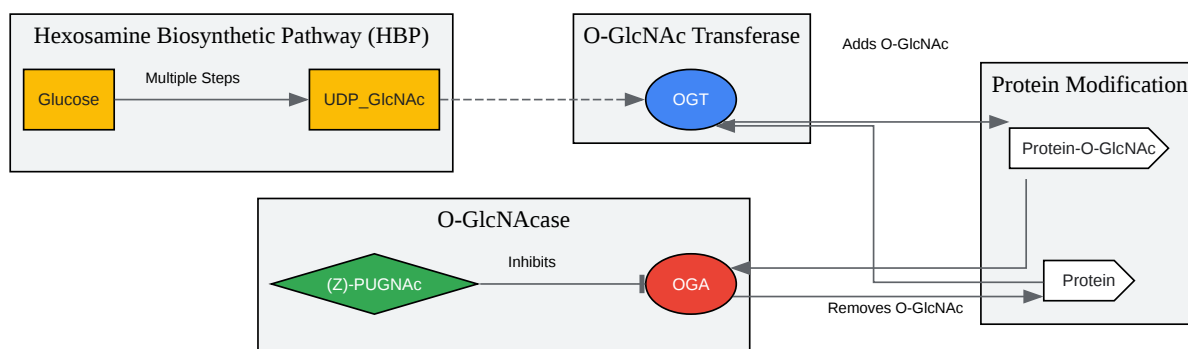 Hexosamine Biosynthetic Pathway (HBP)
Glucose
Multiple Steps
UDP_GlcNAc
O-GlcNAc Transferase
OGT
Adds O-GlcNAc
Protein Modification
Protein-O-GlcNAc
O-GlcNAcase
(Z)-PUGNAc
Inhibits
OGA
Removes O-GlcNAc
Protein